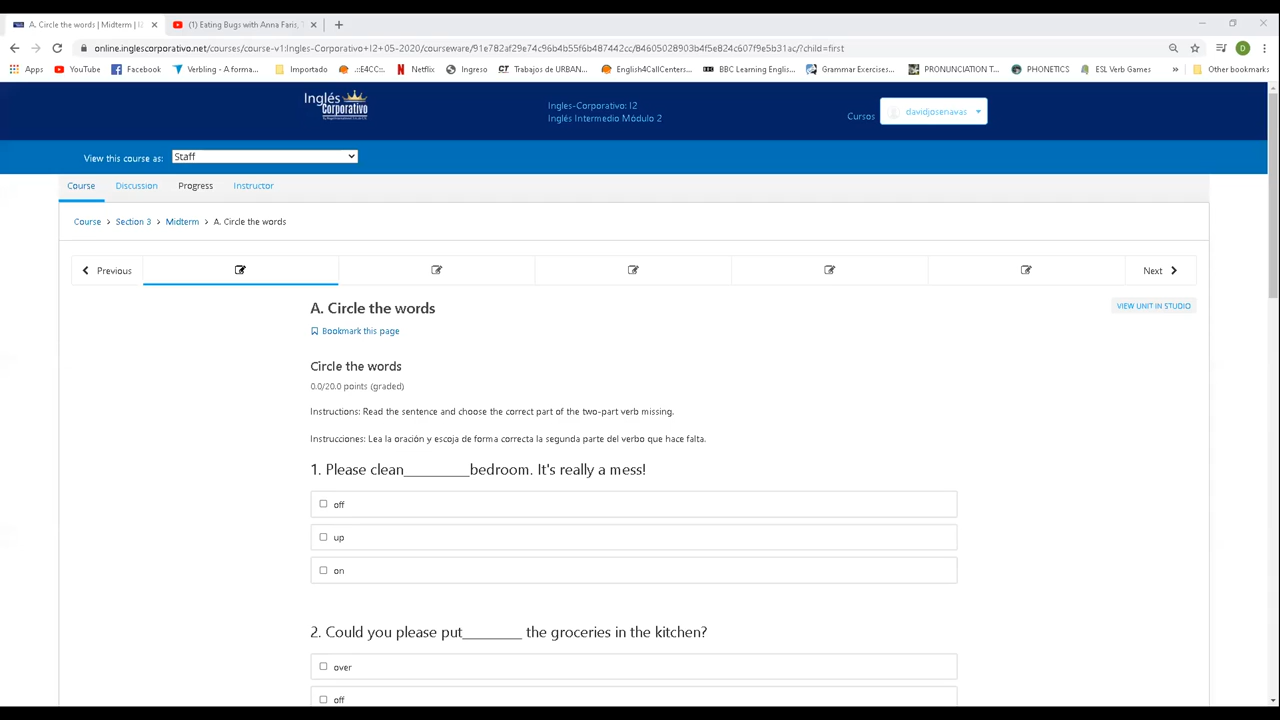 A. Circle the words | Midterm | I2
(1) Eating Bugs with Anna Faris,
online.inglescorporativo.net/courses/course-v1:Ingles-Corporativo+I2+05-2020/courseware/91e782af29e74c96b4b55f6b487442cc/84605028903b4f5e824c607f9e5b31ac/?child=first
D
Apps YouTube Facebook Verbling - A forma... Importado .::E4CC::. Netflix Ingreso Trabajos de URBAN... English4CallCenters... BBC Learning Englis... Grammar Exercises... PRONUNCIATION T... PHONETICS ESL Verb Games » Other bookmarks
Inglés
Corporativo
Ingles-Corporativo: I2
Inglés Intermedio Módulo 2
Cursos
davidjosenavas
View this course as: Staff
Course Discussion Progress Instructor
Course > Section 3 > Midterm > A. Circle the words
Previous
Next
A. Circle the words
VIEW UNIT IN STUDIO
Bookmark this page
Circle the words
0.0/20.0 points (graded)
Instructions: Read the sentence and choose the correct part of the two-part verb missing.
Instrucciones: Lea la oración y escoja de forma correcta la segunda parte del verbo que hace falta.
1. Please clean__________bedroom. It's really a mess!
off
up
on
2. Could you please put_________ the groceries in the kitchen?
over
off